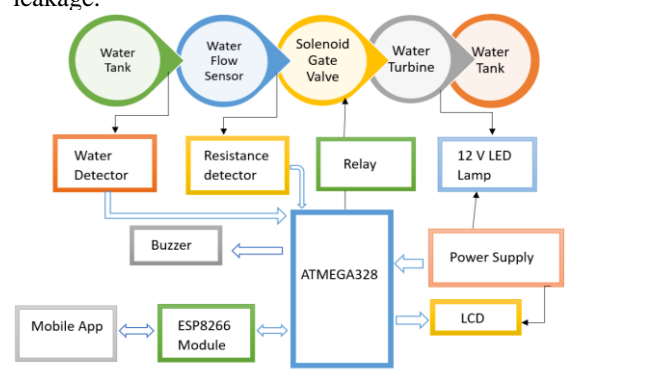 leakage.
Water
Tank
Water
Flow
Sensor
Solenoid
Gate
Valve
Water
Turbine
Water
Tank
Water
Detector
Resistance
detector
Relay
12 V LED
Lamp
Buzzer
ATMEGA328
Power Supply
LCD
Mobile App
ESP8266
Module